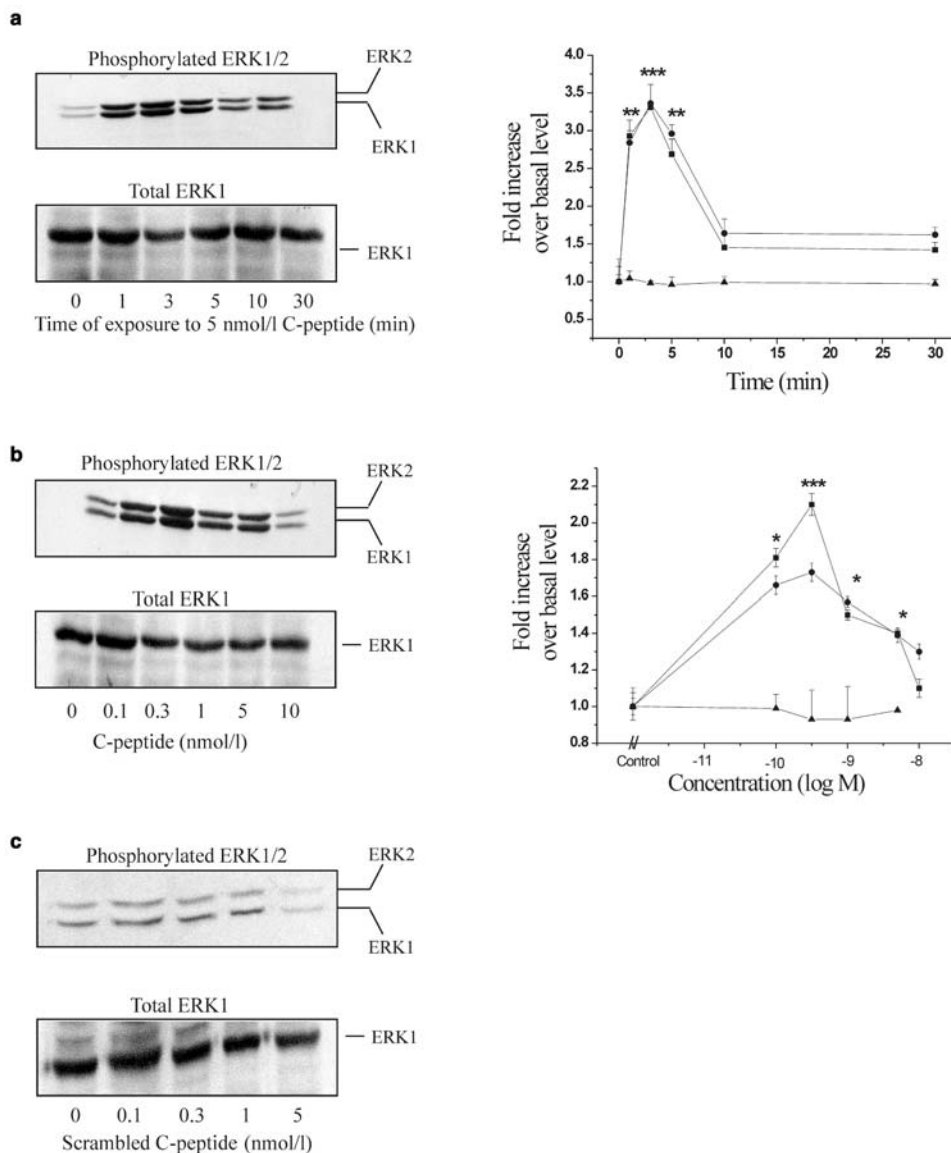 a
Phosphorylated ERK1/2
ERK2
ERK1
Total ERK1
ERK1
0 1 3 5 10 30
Time of exposure to 5 nmol/l C-peptide (min)
Fold increase
over basal level
4.0
3.5
3.0
2.5
2.0
1.5
1.0
0.5
** *** **
0 5 10 15 20 25 30
Time (min)
b
Phosphorylated ERK1/2
ERK2
ERK1
Total ERK1
ERK1
0 0.1 0.3 1 5 10
C-peptide (nmol/l)
Fold increase
over basal level
2.2
2.0
1.8
1.6
1.4
1.2
1.0
0.8
* *** * *
Control -11 -10 -9 -8
Concentration (log M)
c
Phosphorylated ERK1/2
ERK2
ERK1
Total ERK1
ERK1
0 0.1 0.3 1 5
Scrambled C-peptide (nmol/l)